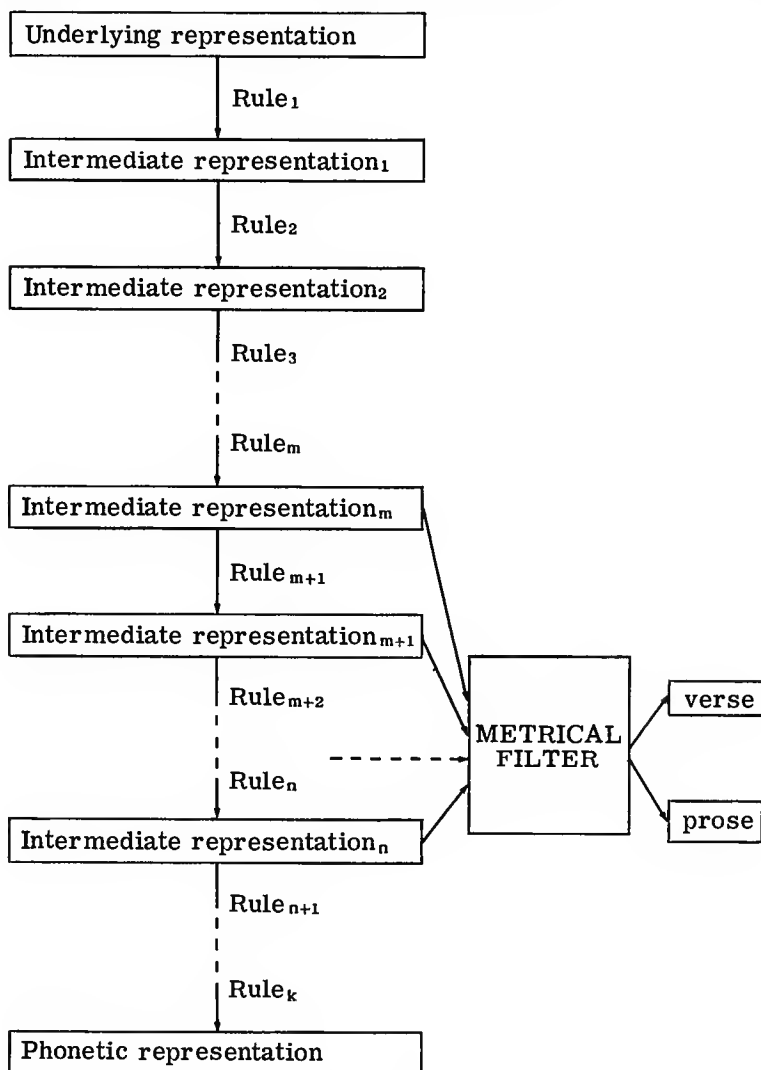 Underlying representation
Rule₁
Intermediate representation₁
Rule₂
Intermediate representation₂
Rule₃
Ruleₘ
Intermediate representationₘ
Ruleₘ₊₁
Intermediate representationₘ₊₁
Ruleₘ₊₂
METRICAL
FILTER
verse
prose
Ruleₙ
Intermediate representationₙ
Ruleₙ₊₁
Ruleₖ
Phonetic representation